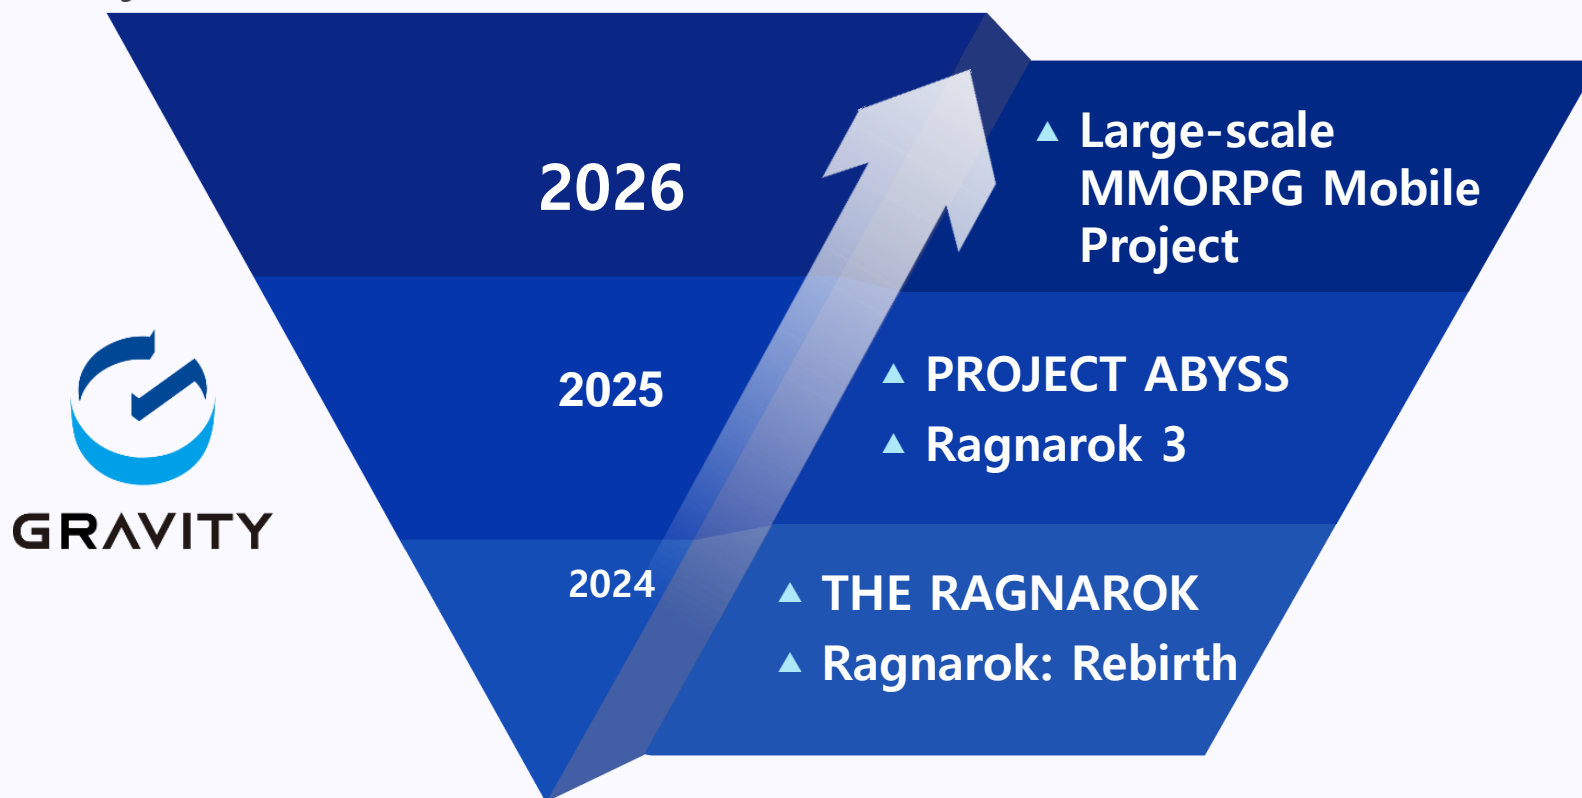 2026
Large-scale
MMORPG Mobile
Project
2025
PROJECT ABYSS
Ragnarok 3
GRAVITY
2024
THE RAGNAROK
Ragnarok: Rebirth